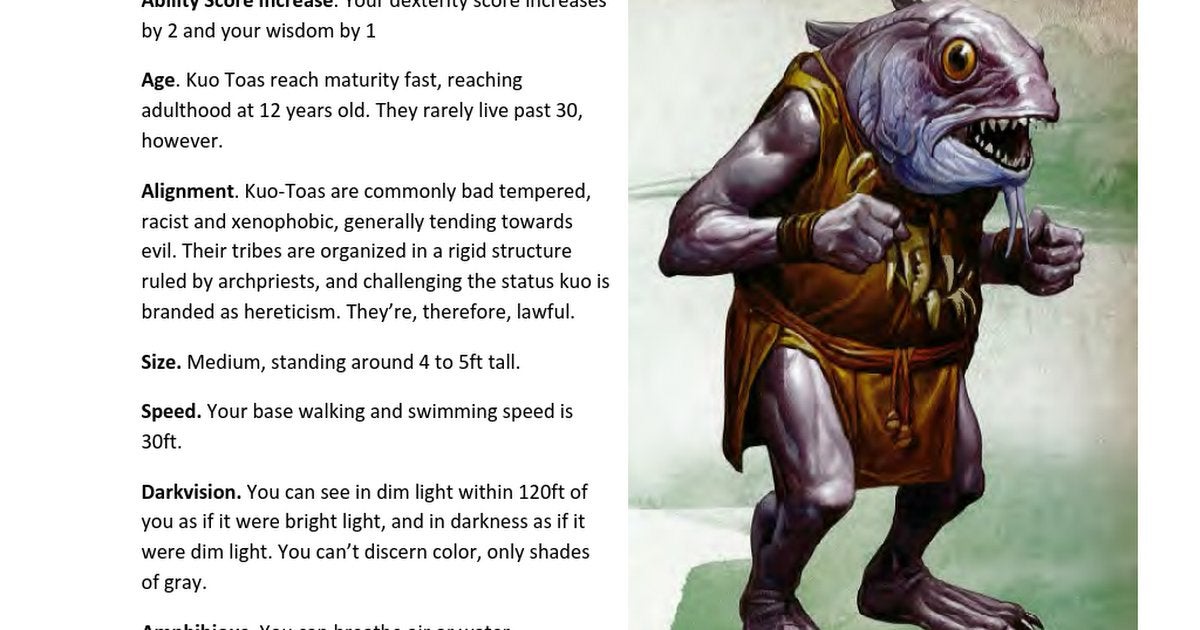 Ability Score Increase. Your dexterity score increases
by 2 and your wisdom by 1
Age. Kuo Toas reach maturity fast, reaching
adulthood at 12 years old. They rarely live past 30,
however.
Alignment. Kuo-Toas are commonly bad tempered,
racist and xenophobic, generally tending towards
evil. Their tribes are organized in a rigid structure
ruled by archpriests, and challenging the status kuo is
branded as hereticism. They’re, therefore, lawful.
Size. Medium, standing around 4 to 5ft tall.
Speed. Your base walking and swimming speed is
30ft.
Darkvision. You can see in dim light within 120ft of
you as if it were bright light, and in darkness as if it
were dim light. You can’t discern color, only shades
of gray.
Amphibious. You can breathe air or water